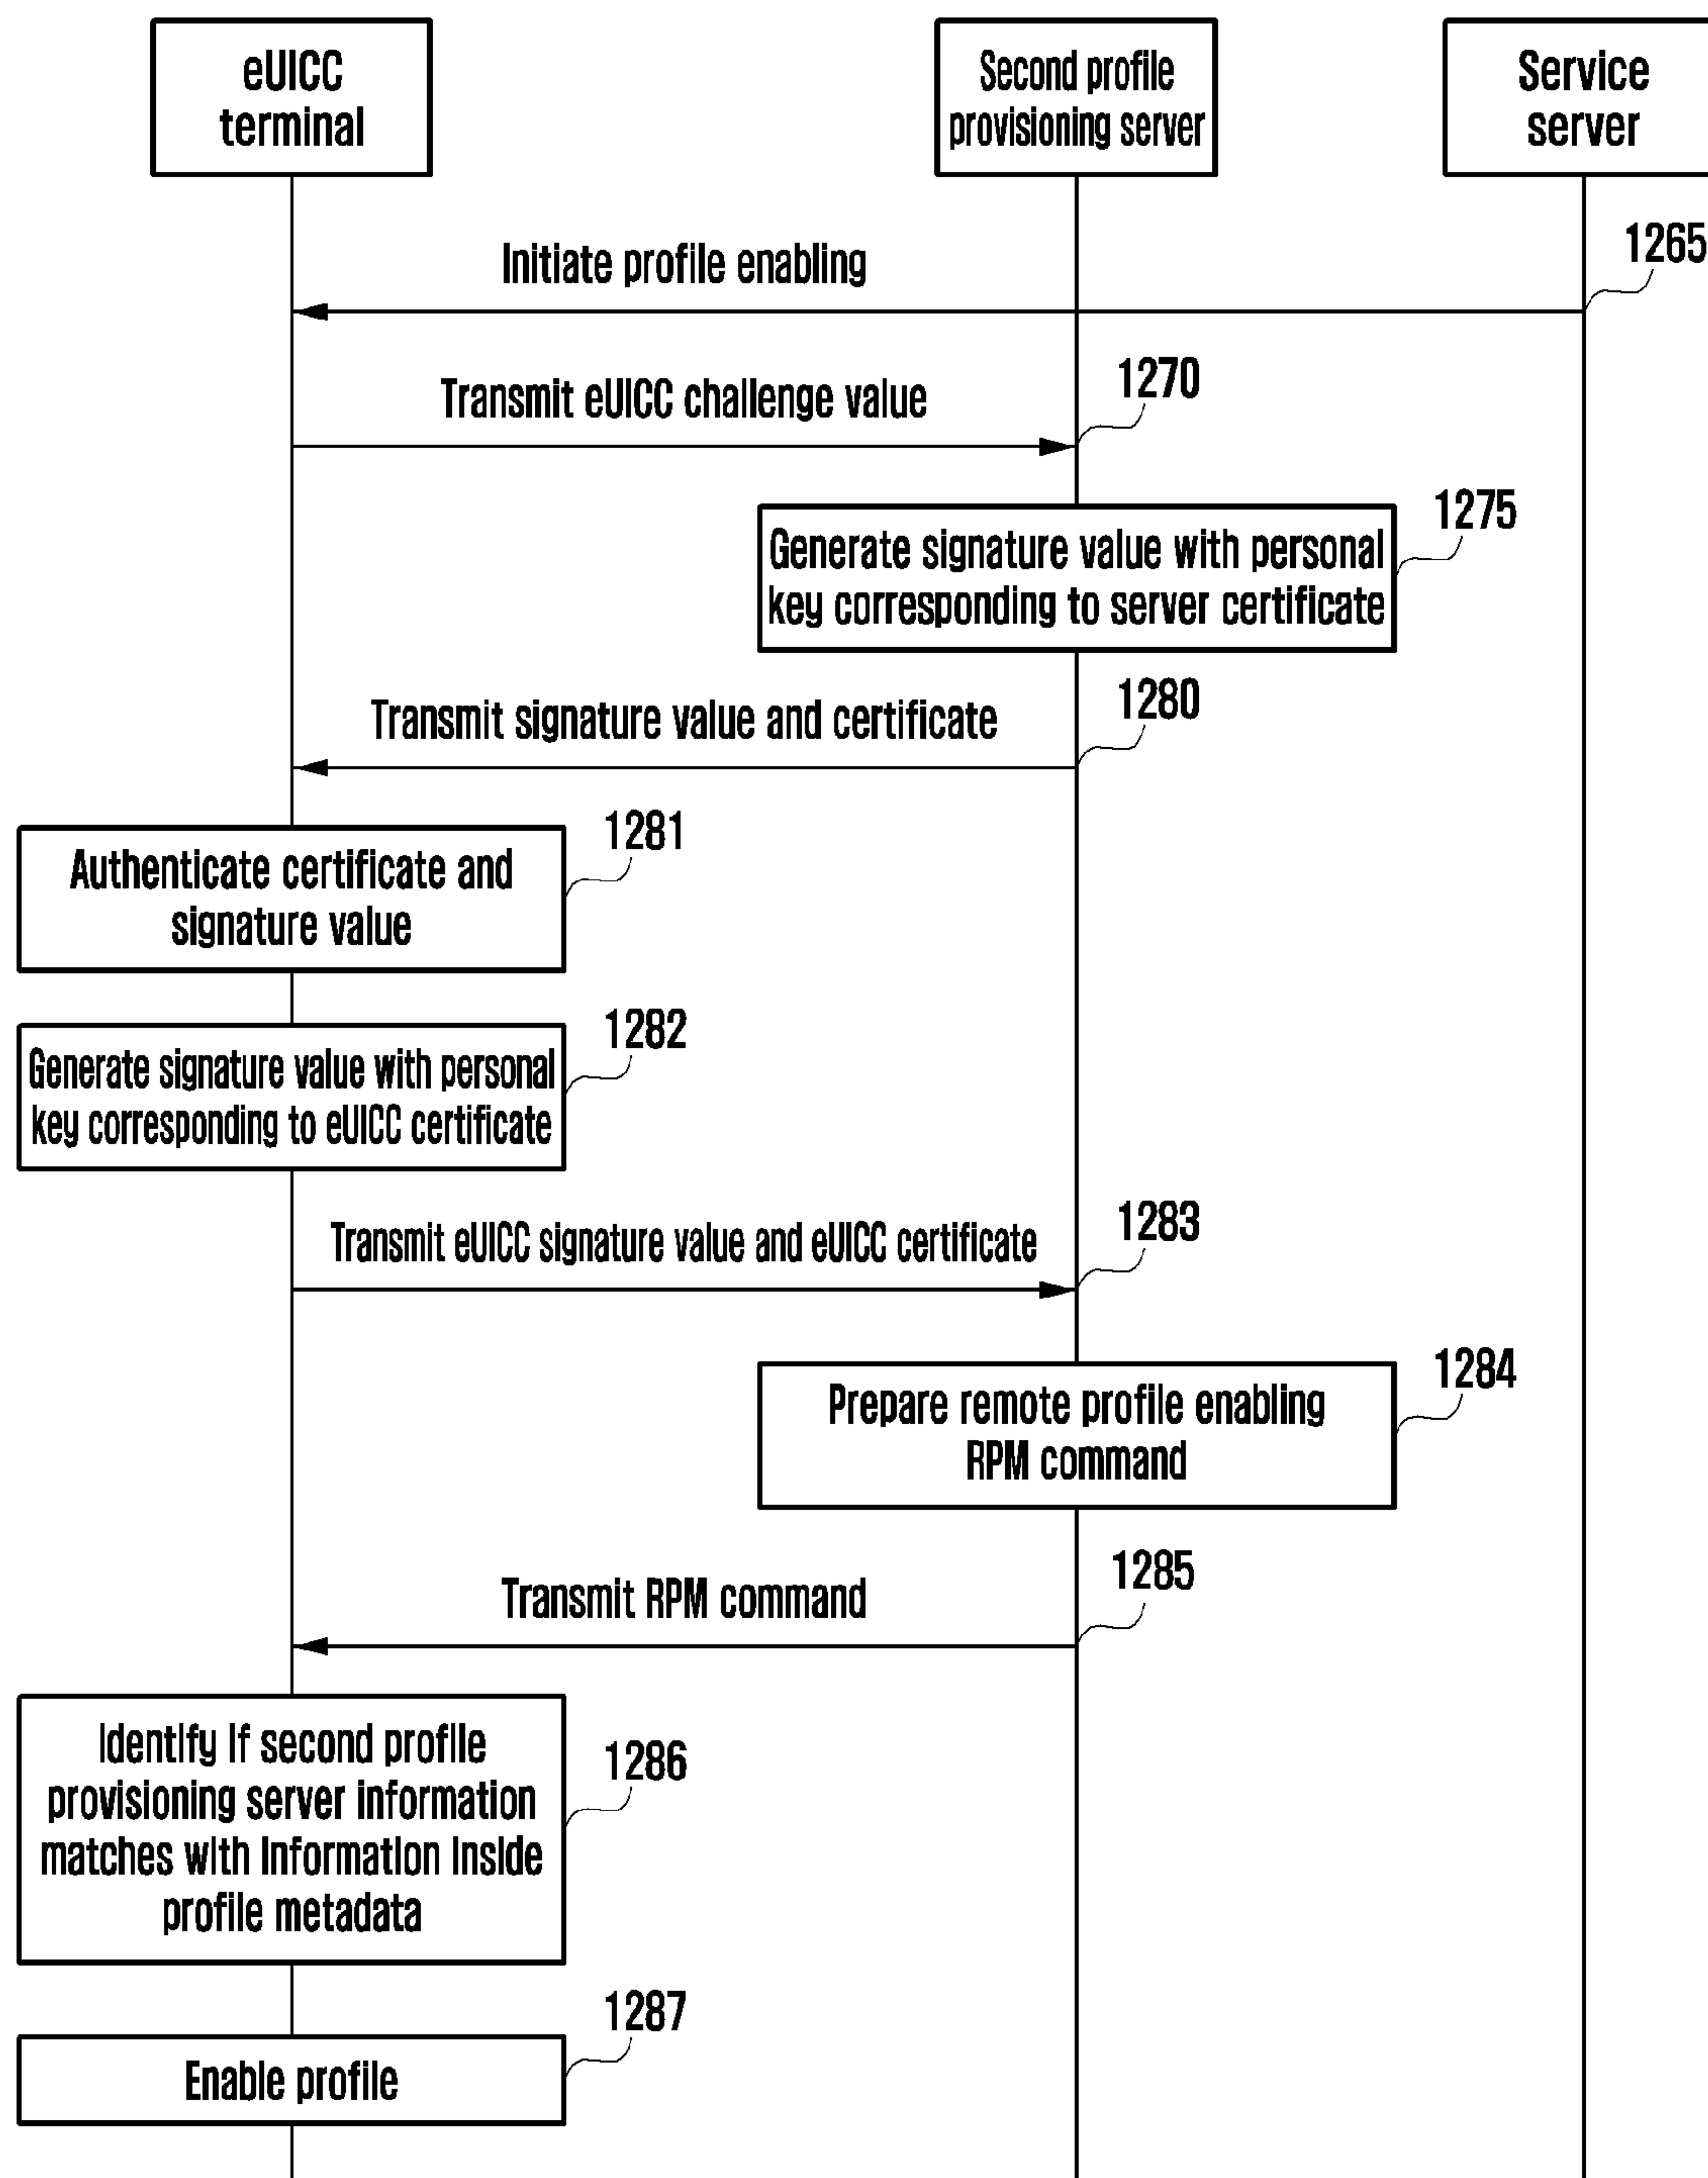 eUICC
terminal
Second profile
provisioning server
Service
server
1265
Initiate profile enabling
1270
Transmit eUICC challenge value
1275
Generate signature value with personal
key corresponding to server certificate
1280
Transmit signature value and certificate
1281
Authenticate certificate and
signature value
1282
Generate signature value with personal
key corresponding to eUICC certificate
1283
Transmit eUICC signature value and eUICC certificate
1284
Prepare remote profile enabling
RPM command
1285
Transmit RPM command
1286
Identify if second profile
provisioning server information
matches with information inside
profile metadata
1287
Enable profile